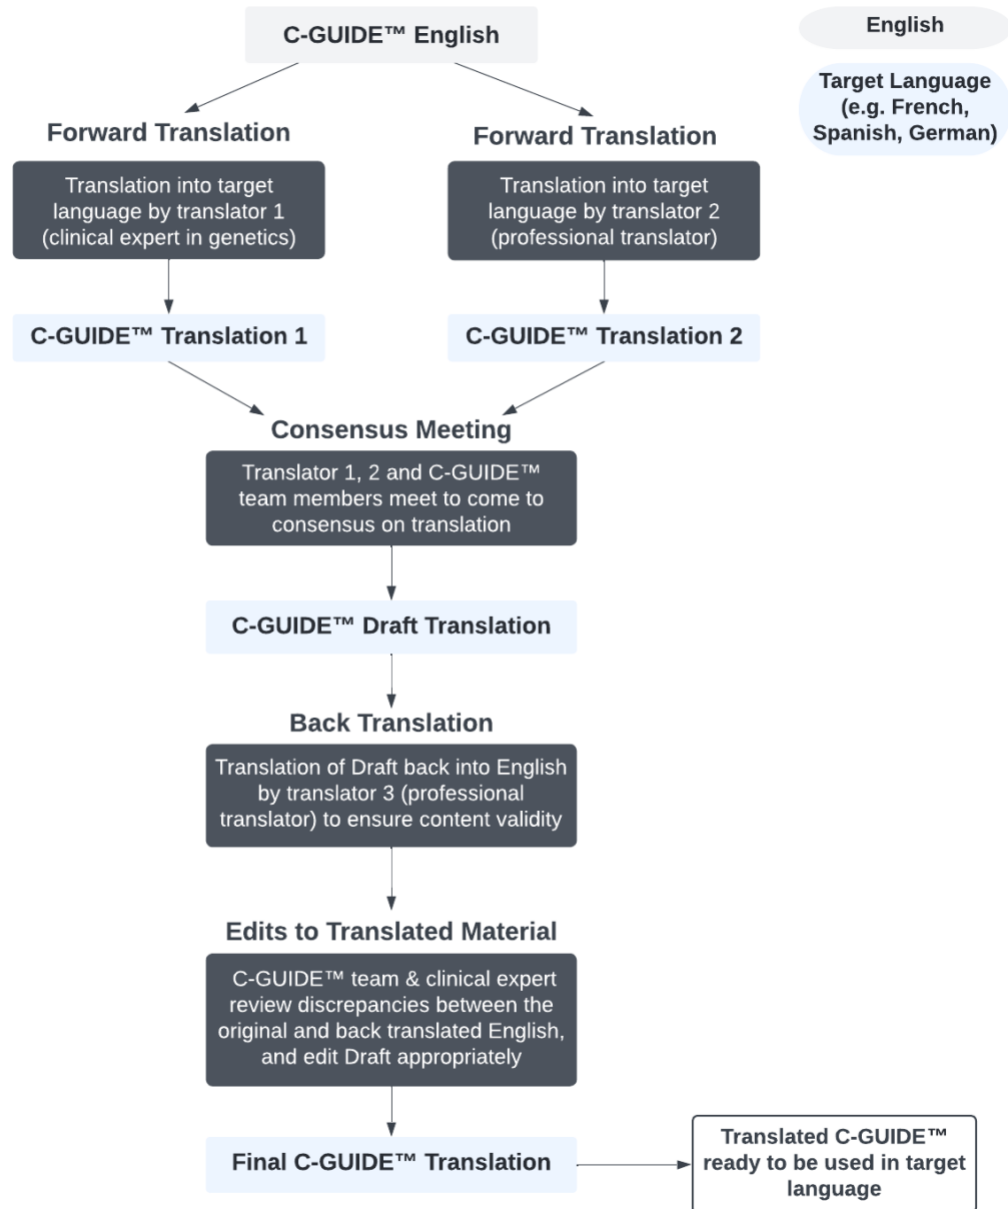 C-GUIDE™ English
English
Target Language
(e.g. French,
Spanish, German)
Forward Translation
Translation into target
language by translator 1
(clinical expert in genetics)
C-GUIDE™ Translation 1
Forward Translation
Translation into target
language by translator 2
(professional translator)
C-GUIDE™ Translation 2
Consensus Meeting
Translator 1, 2 and C-GUIDE™
team members meet to come to
consensus on translation
C-GUIDE™ Draft Translation
Back Translation
Translation of Draft back into English
by translator 3 (professional
translator) to ensure content validity
Edits to Translated Material
C-GUIDE™ team & clinical expert
review discrepancies between the
original and back translated English,
and edit Draft appropriately
Final C-GUIDE™ Translation
Translated C-GUIDE™
ready to be used in target
language